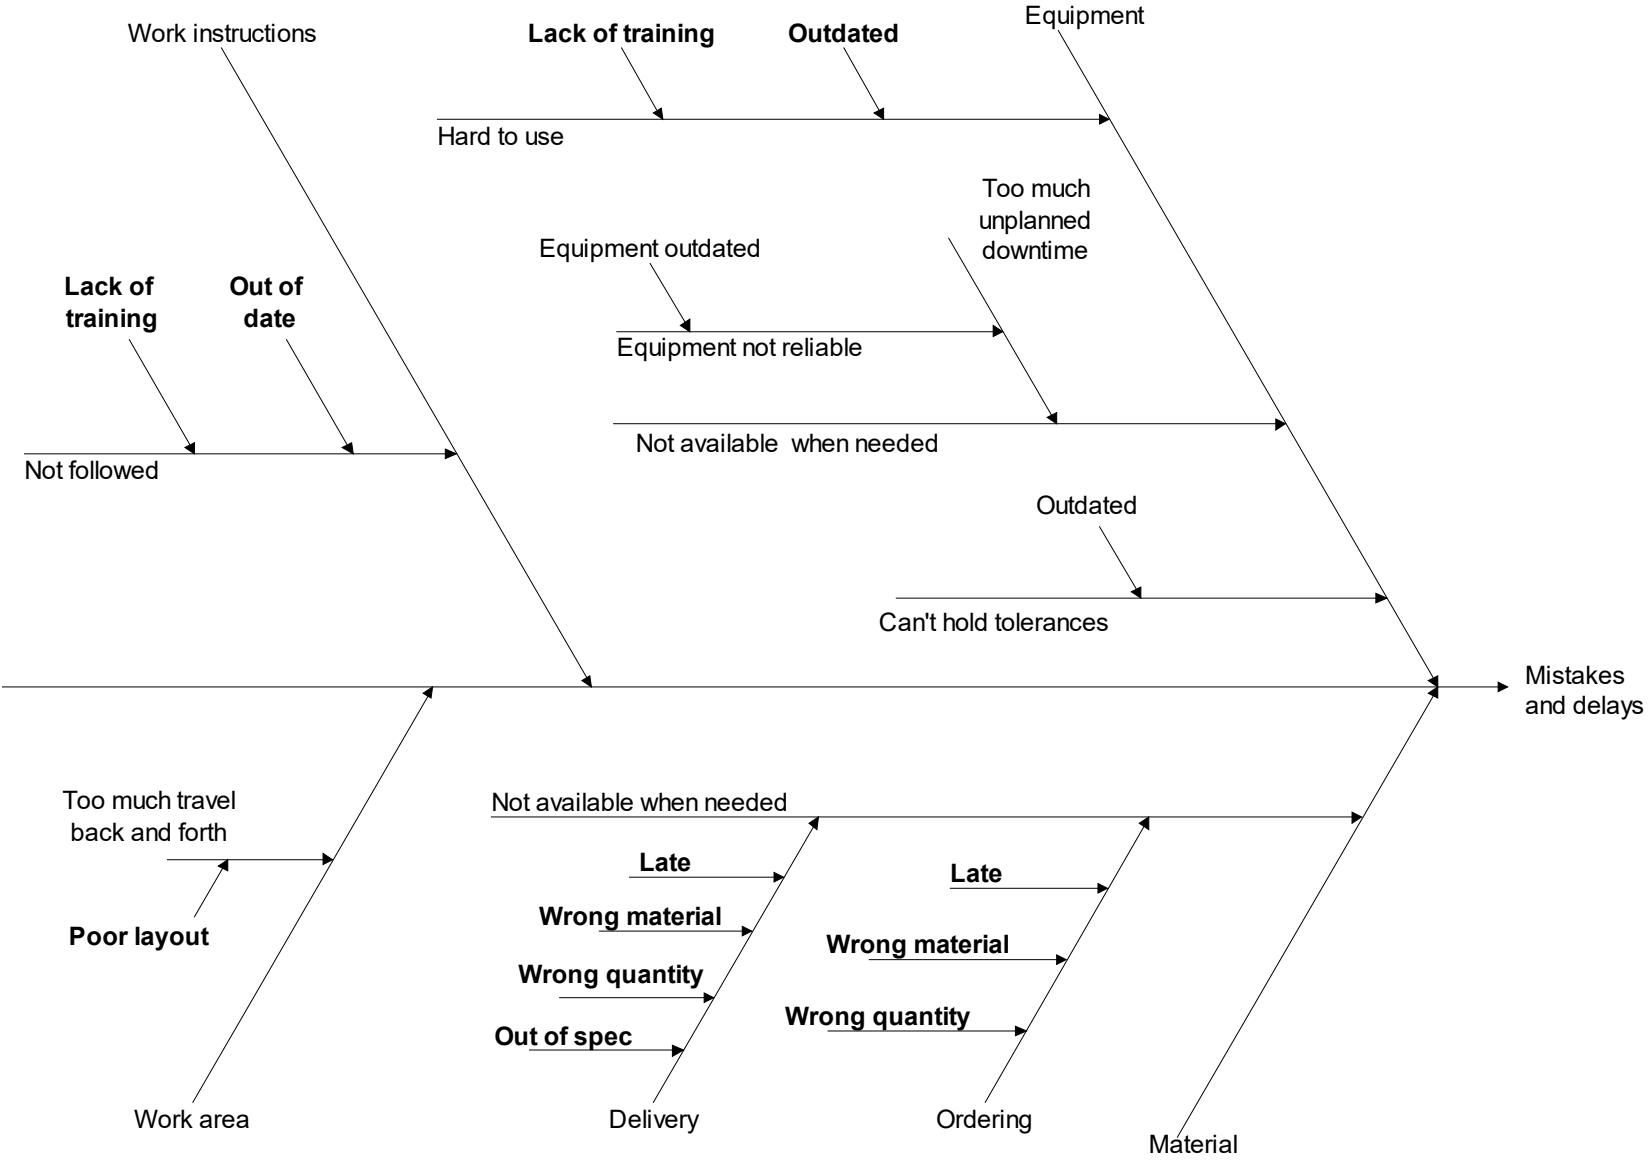 Equipment
Work instructions
Lack of training
Outdated
Hard to use
Too much
unplanned
downtime
Equipment outdated
Lack of
training
Out of
date
Equipment not reliable
Not available  when needed
Not followed
Outdated
Can't hold tolerances
Mistakes
and delays
Too much travel
back and forth
Not available when needed
Late
Late
Wrong material
Poor layout
Wrong material
Wrong quantity
Wrong quantity
Out of spec
Work area
Delivery
Ordering
Material